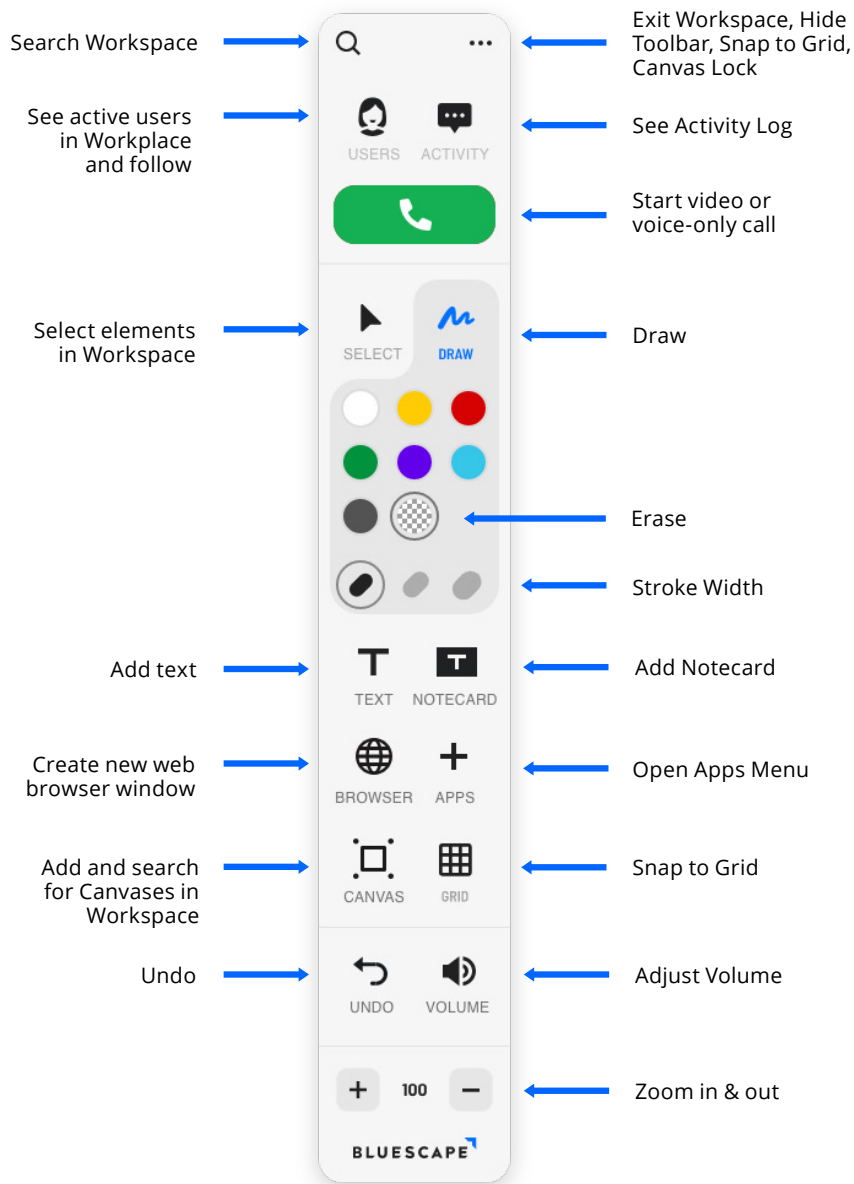 Search Workspace
Exit Workspace, Hide
Toolbar, Snap to Grid,
Canvas Lock
See active users
in Workplace
and follow
USERS
ACTIVITY
See Activity Log
Start video or
voice-only call
Select elements
in Workspace
SELECT
DRAW
Draw
Erase
Stroke Width
Add text
TEXT
NOTECARD
Add Notecard
Create new web
browser window
BROWSER
APPS
Open Apps Menu
Add and search
for Canvases in
Workspace
CANVAS
GRID
Snap to Grid
Undo
UNDO
VOLUME
Adjust Volume
100
Zoom in & out
BLUESCAPE